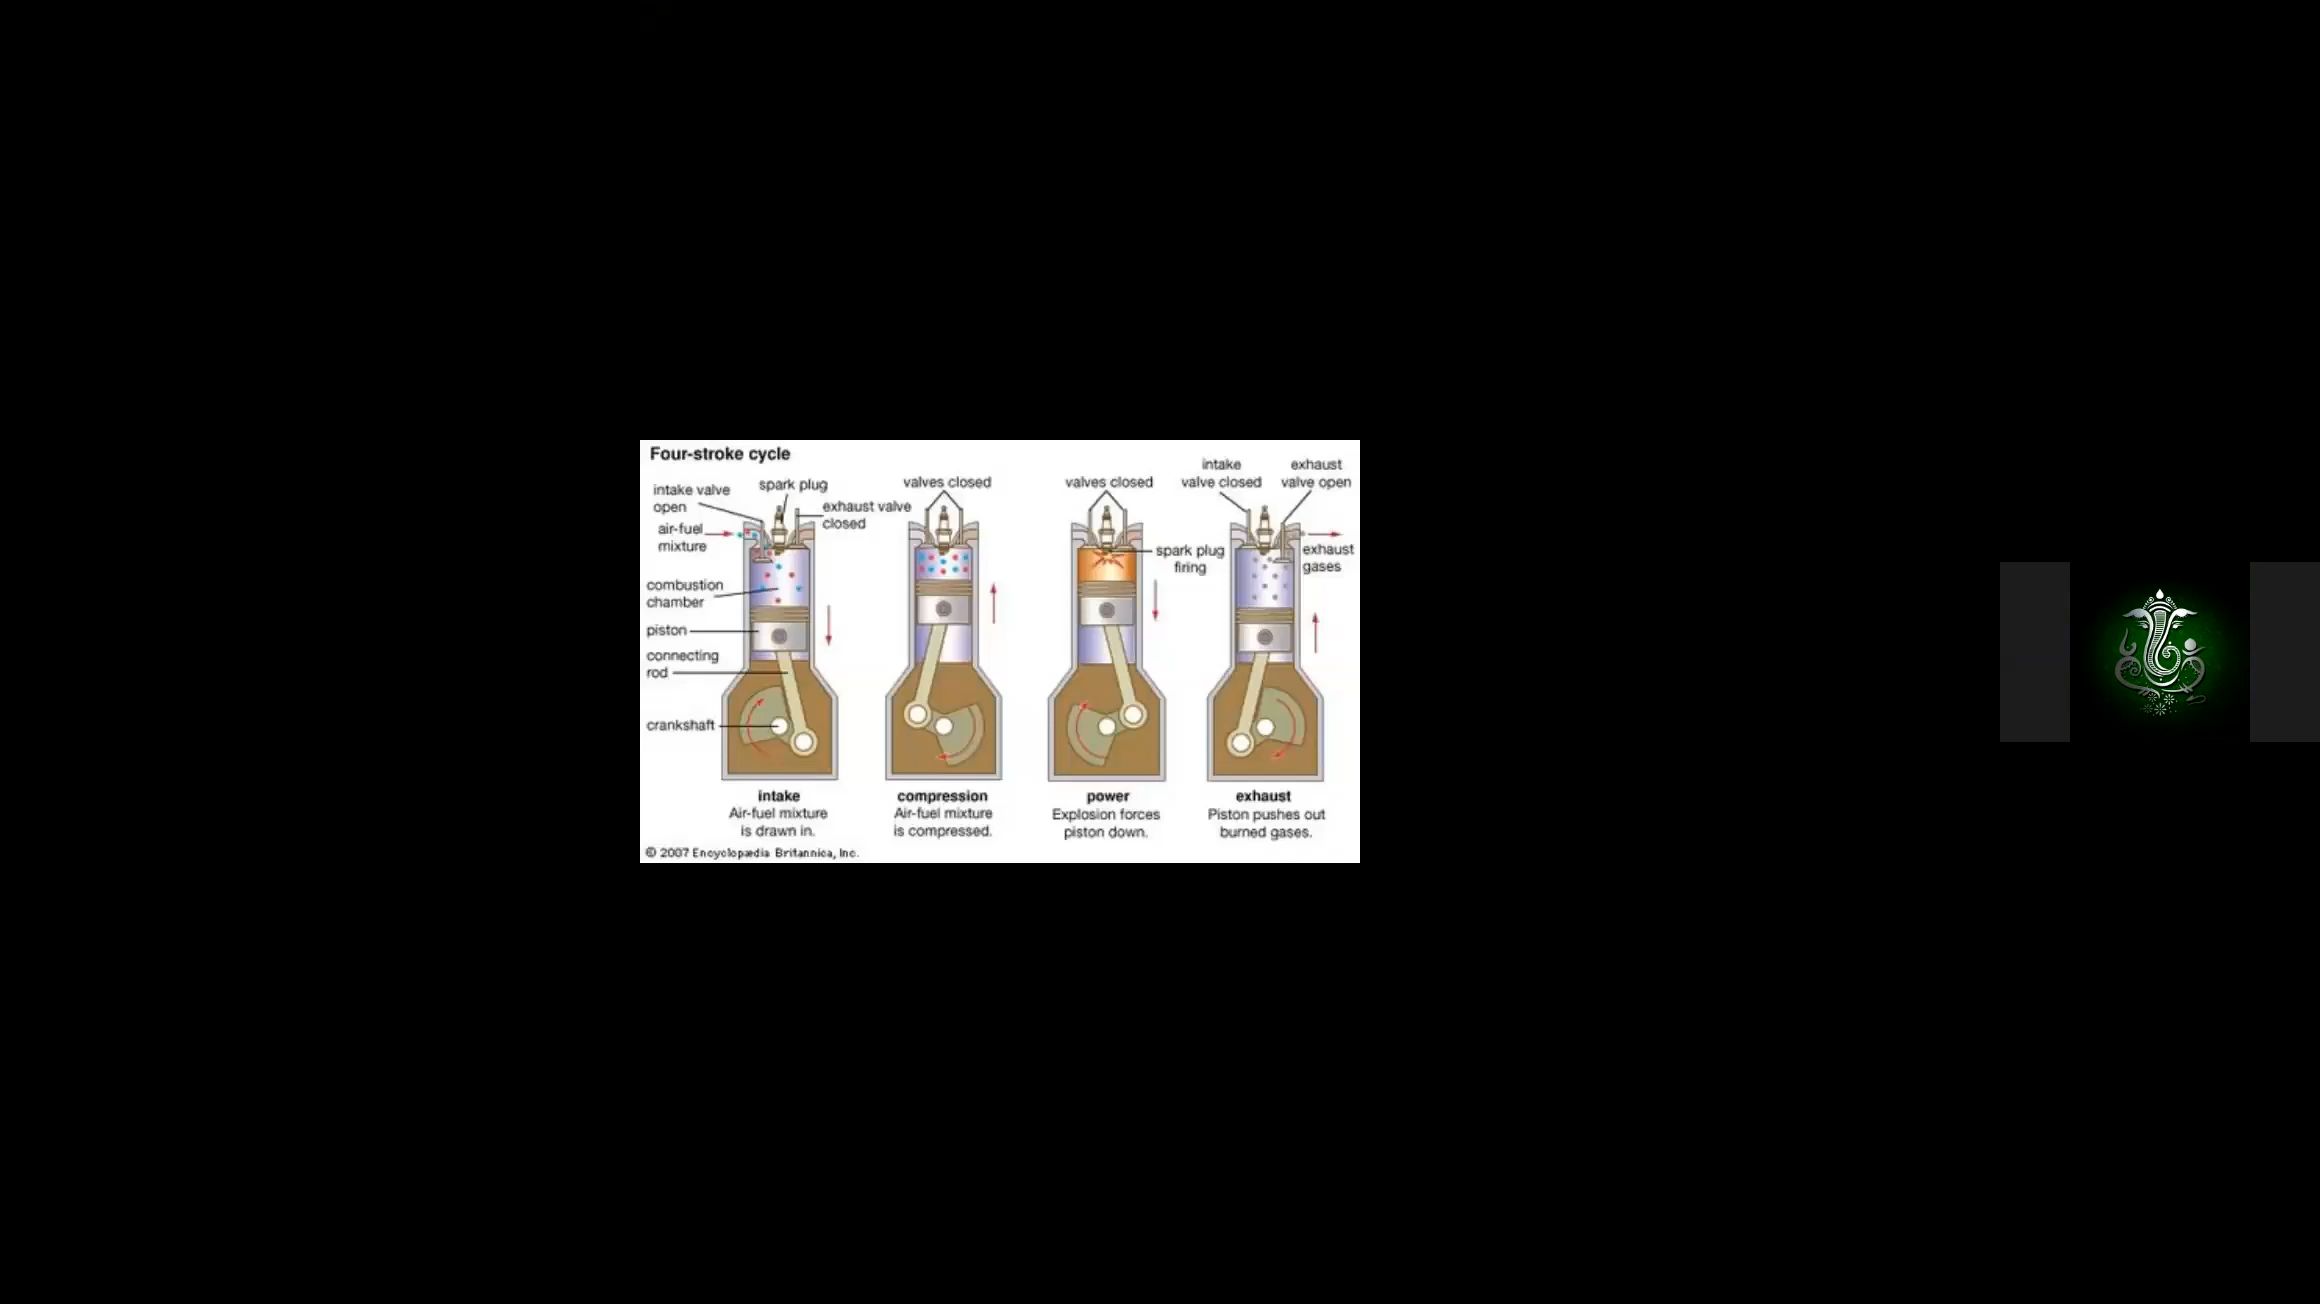 Four-stroke cycle
intake valve
open
spark plug
exhaust valve
closed
air-fuel
mixture
combustion
chamber
piston
connecting
rod
crankshaft
intake
Air-fuel mixture
is drawn in.
valves closed
compression
Air-fuel mixture
is compressed.
valves closed
spark plug
firing
power
Explosion forces
piston down.
intake
valve closed
exhaust
valve open
exhaust
gases
exhaust
Piston pushes out
burned gases.
© 2007 Encyclopædia Britannica, Inc.